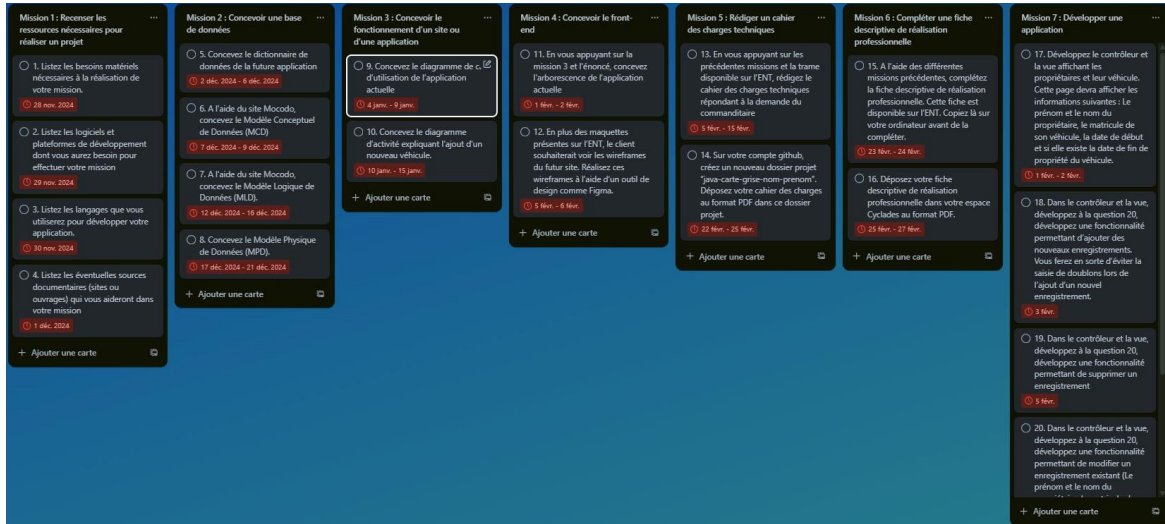 Mission 1 : Recenser les
ressources nécessaires pour
réaliser un projet
1. Listez les besoins matériels
nécessaires à la réalisation de
votre mission.
28 nov. 2024
2. Listez les logiciels et
plateformes de développement
dont vous aurez besoin pour
effectuer votre mission
29 nov. 2024
3. Listez les langages que vous
utiliserez pour développer votre
application.
30 nov. 2024
4. Listez les éventuelles sources
documentaires (sites ou
ouvrages) qui vous aideront dans
votre mission
1 déc. 2024
+ Ajouter une carte
Mission 2 : Concevoir une base
de données
5. Concevez le dictionnaire de
données de la future application
2 déc. 2024 - 6 déc. 2024
6. A l'aide du site Mocodo,
concevez le Modèle Conceptuel
de Données (MCD)
7 déc. 2024 - 9 déc. 2024
7. A l'aide du site Mocodo,
concevez le Modèle Logique de
Données (MLD).
12 déc. 2024 - 16 déc. 2024
8. Concevez le Modèle Physique
de Données (MPD).
17 déc. 2024 - 21 déc. 2024
+ Ajouter une carte
Mission 3 : Concevoir le
fonctionnement d'un site ou
d'une application
9. Concevez le diagramme de c.
d'utilisation de l'application
actuelle
4 janv. - 9 janv.
10. Concevez le diagramme
d'activité expliquant l'ajout d'un
nouveau véhicule.
10 janv. - 15 janv.
+ Ajouter une carte
Mission 4 : Concevoir le front-
end
11. En vous appuyant sur la
mission 3 et l'énoncé, concevez
l'arborescence de l'application
actuelle
1 févr. - 2 févr.
12. En plus des maquettes
présentes sur l'ENT, le client
souhaiterait voir les wireframes
du futur site. Réalisez ces
wireframes à l'aide d'un outil de
design comme Figma.
5 févr. - 6 févr.
+ Ajouter une carte
Mission 5 : Rédiger un cahier
des charges techniques
13. En vous appuyant sur les
précédentes missions et la trame
disponible sur l'ENT, rédigez le
cahier des charges techniques
répondant à la demande du
commanditaire
5 févr. - 15 févr.
14. Sur votre compte github,
créez un nouveau dossier projet
"java-carte-grise-nom-prenom".
Déposez votre cahier des charges
au format PDF dans ce dossier
projet.
22 févr. - 25 févr.
+ Ajouter une carte
Mission 6 : Compléter une fiche
descriptive de réalisation
professionnelle
15. A l'aide des différentes
missions précédentes, complétez
la fiche descriptive de réalisation
professionnelle. Cette fiche est
disponible sur l'ENT. Copiez là sur
votre ordinateur avant de la
compléter.
23 févr. - 24 févr.
16. Déposez votre fiche
descriptive de réalisation
professionnelle dans votre espace
Cyclades au format PDF.
25 févr. - 27 févr.
+ Ajouter une carte
Mission 7 : Développer une
application
17. Développez le contrôleur et
la vue affichant les
propriétaires et leur véhicule.
Cette page devra afficher les
informations suivantes : Le
prénom et le nom du
propriétaire, le matricule de
son véhicule, la date de début
et si elle existe la date de fin de
propriété du véhicule.
1 févr. - 2 févr.
18. Dans le contrôleur et la vue,
développez à la question 20,
développez une fonctionnalité
permettant d'ajouter des
nouveaux enregistrements.
Vous ferez en sorte d'éviter la
saisie de doublons lors de
l'ajout d'un nouvel
enregistrement.
3 févr.
19. Dans le contrôleur et la vue,
développez à la question 20,
développez une fonctionnalité
permettant de supprimer un
enregistrement
5 févr.
20. Dans le contrôleur et la vue,
développez à la question 20,
développez une fonctionnalité
permettant de modifier un
enregistrement existant (Le
prénom et le nom du
+ Ajouter une carte